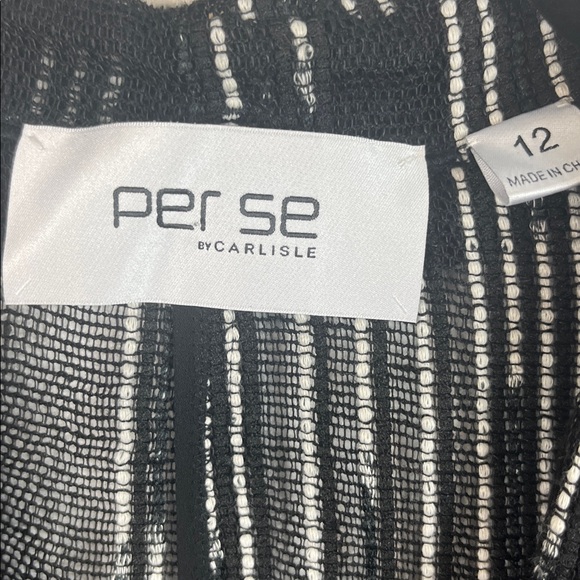 per se
BY CARLISLE
12
MADE IN CH